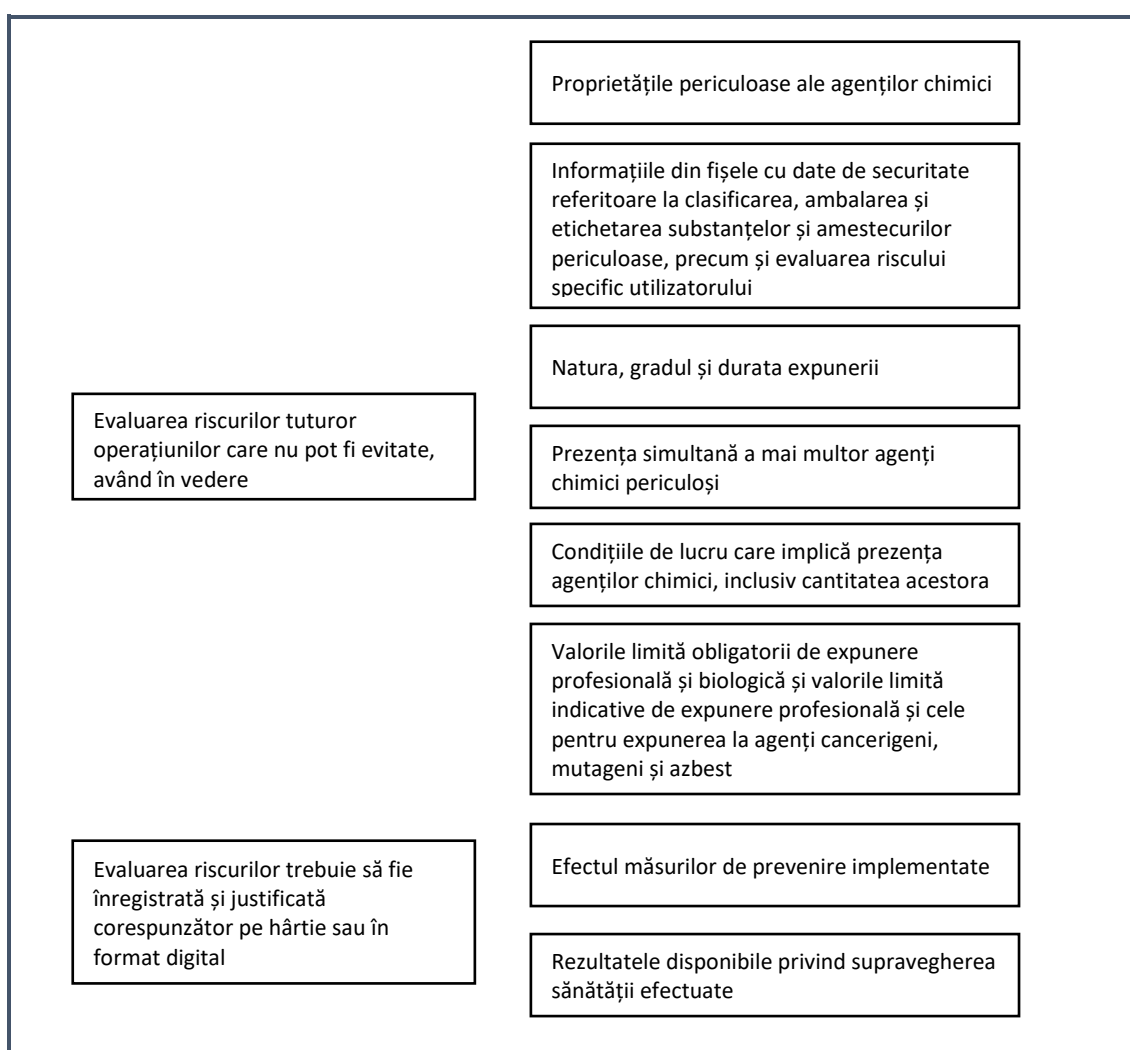 Evaluarea riscurilor tuturor
operațiunilor care nu pot fi evitate,
având în vedere
Evaluarea riscurilor trebuie să fie
înregistrată și justificată
corespunzător pe hârtie sau în
format digital
Proprietățile periculoase ale agenților chimici
Informațiile din fișele cu date de securitate
referitoare la clasificarea, ambalarea și
etichetarea substanțelor și amestecurilor
periculoase, precum și evaluarea riscului
specific utilizatorului
Natura, gradul și durata expunerii
Prezența simultană a mai multor agenți
chimici periculoși
Condițiile de lucru care implică prezența
agenților chimici, inclusiv cantitatea acestora
Valorile limită obligatorii de expunere
profesională și biologică și valorile limită
indicative de expunere profesională și cele
pentru expunerea la agenți cancerigeni,
mutageni și azbest
Efectul măsurilor de prevenire implementate
Rezultatele disponibile privind supravegherea
sănătății efectuate